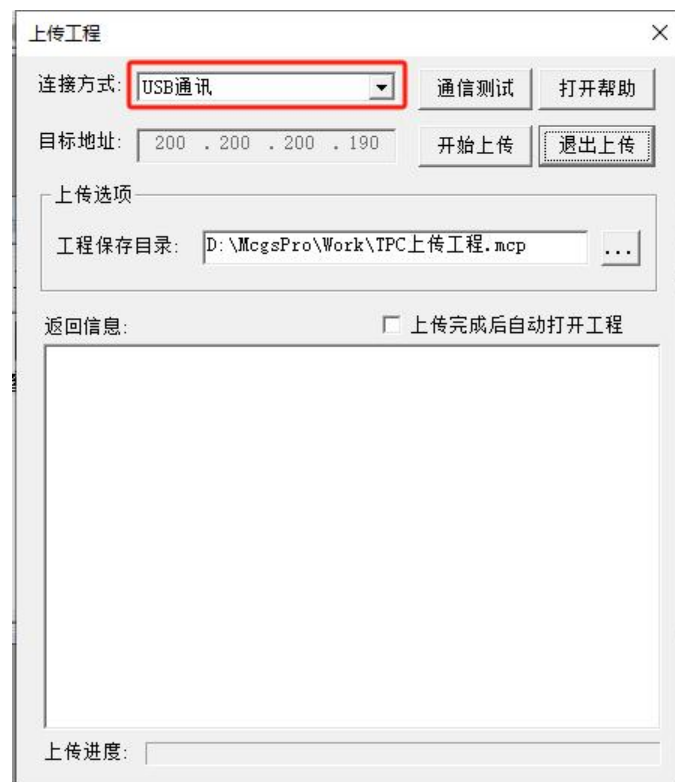 上传工程
连接方式: USB通讯 通信测试 打开帮助
目标地址: 200 . 200 . 200 . 190 开始上传 退出上传
上传选项
工程保存目录: D:\McgsPro\Work\TPC上传工程.mcp ...
返回信息: 上传完成后自动打开工程
上传进度: